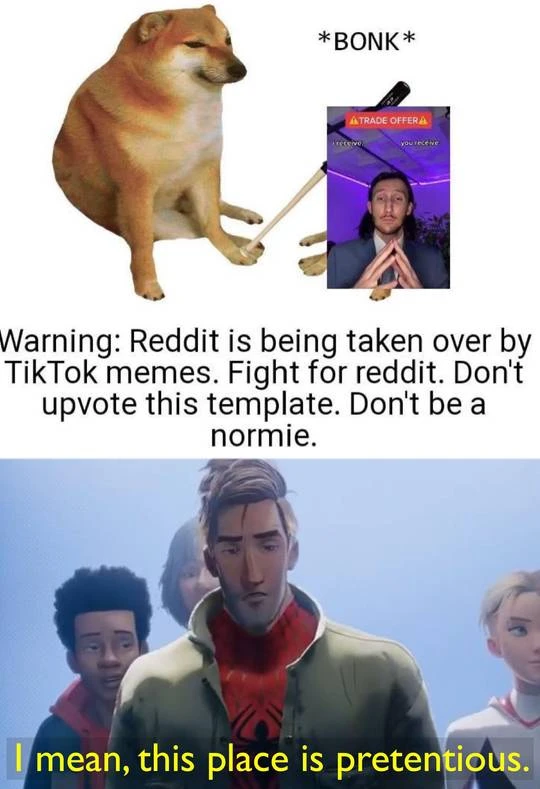 *BONK*
⚠TRADE OFFER⚠
i receive:
you receive:
Warning: Reddit is being taken over by
TikTok memes. Fight for reddit. Don't
upvote this template. Don't be a
normie.
I mean, this place is pretentious.